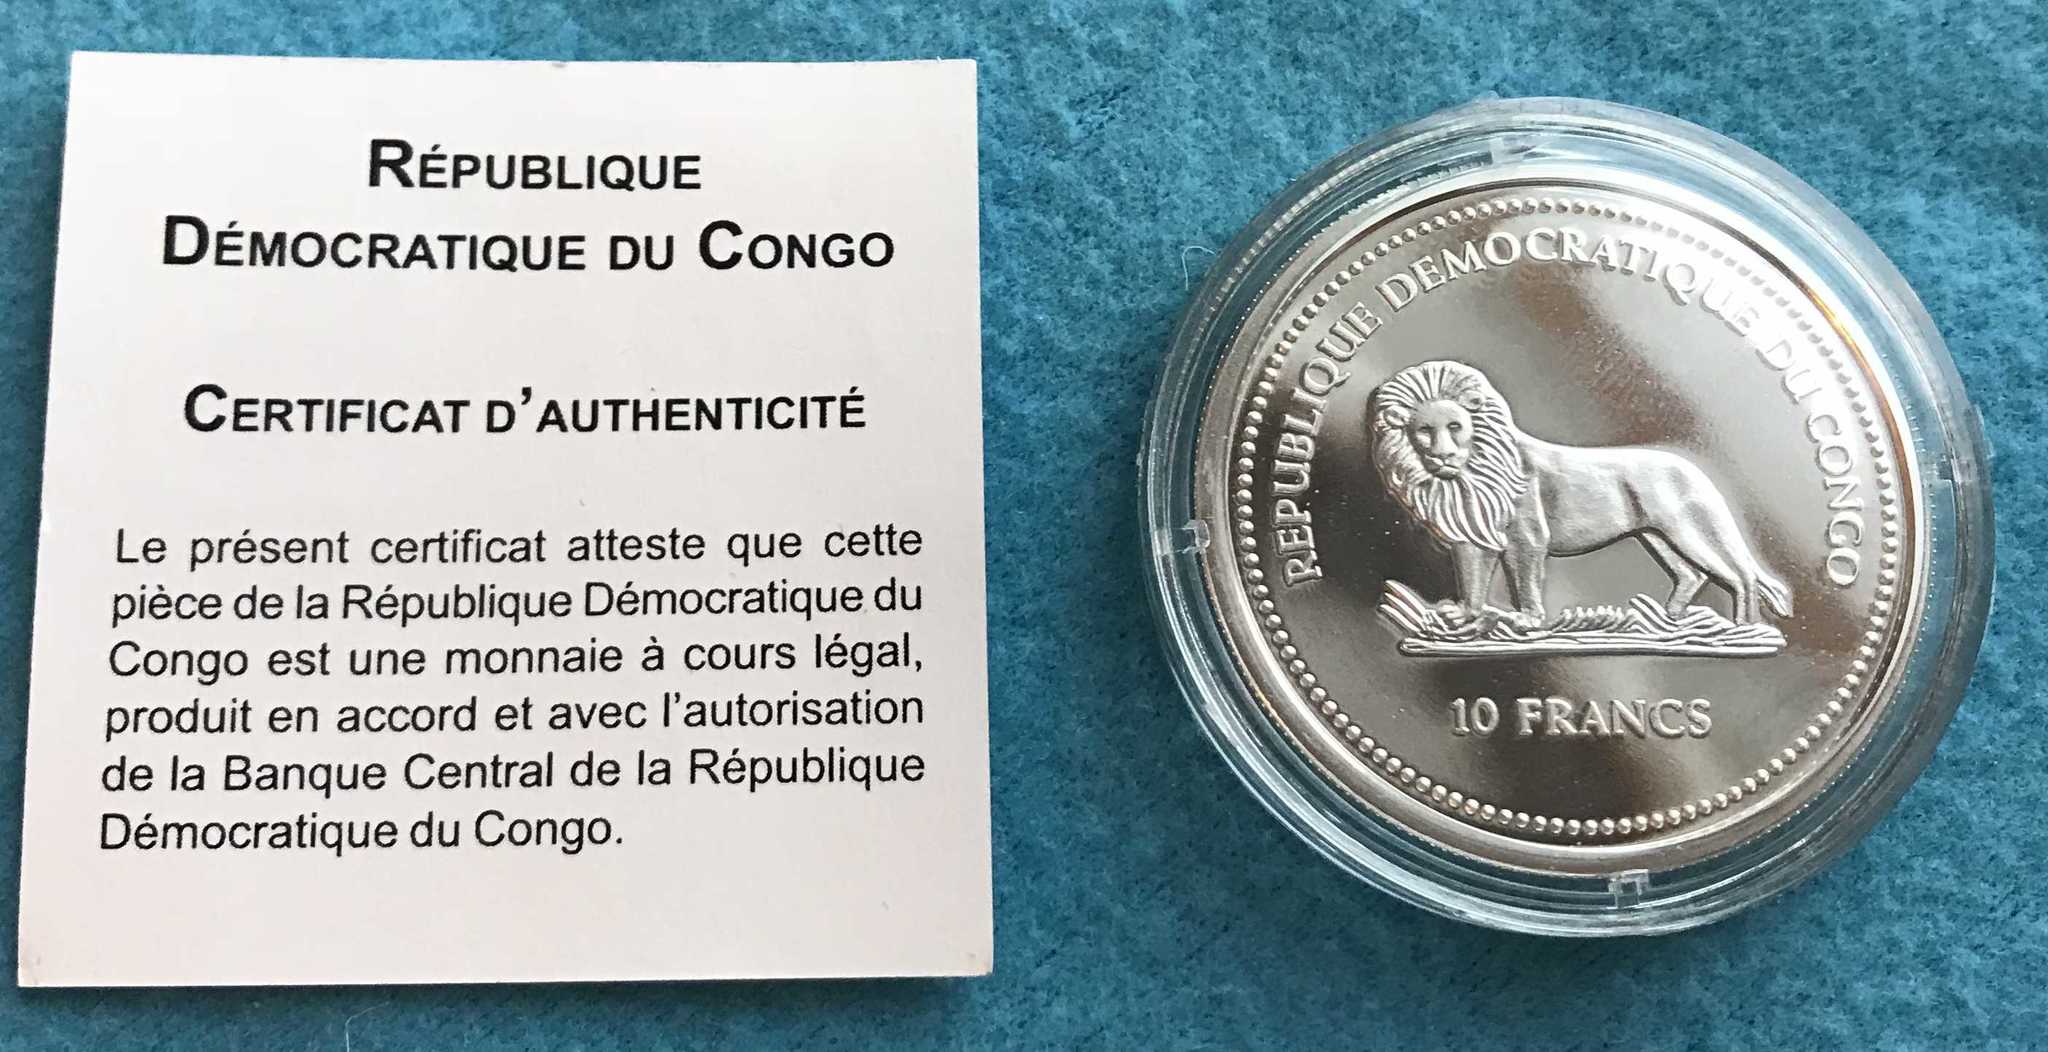 RÉPUBLIQUE
DÉMOCRATIQUE DU CONGO
CERTIFICAT D'AUTHENTICITÉ
Le présent certificat atteste que cette
pièce de la République Démocratique du
Congo est une monnaie à cours légal,
produit en accord et avec l'autorisation
de la Banque Central de la République
Démocratique du Congo.
REPUBLIQUE DEMOCRATIQUE DU CONGO
10 FRANCS